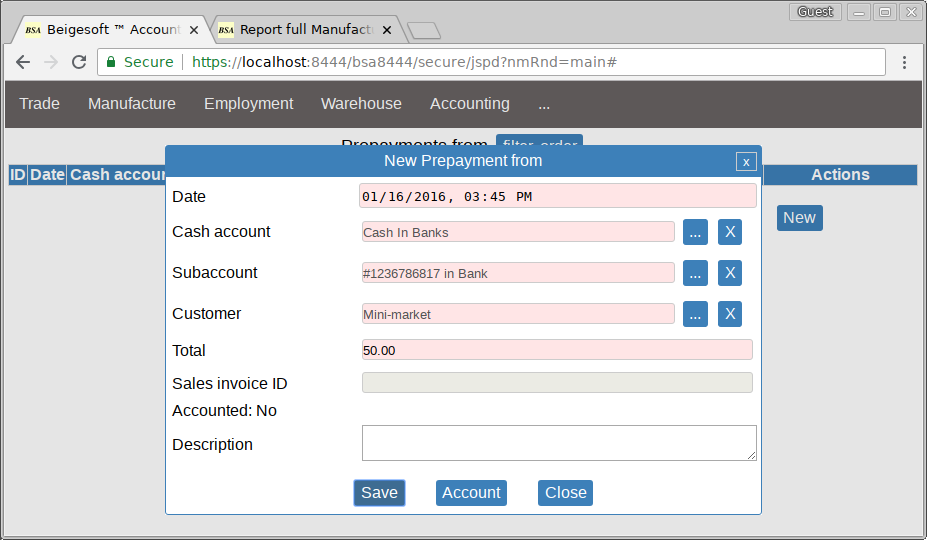 Guest
BSA Beigesoft ™ Account
BSA Report full Manufact
Secure https://localhost:8444/bsa8444/secure/jspd?nmRnd=main#
Trade Manufacture Employment Warehouse Accounting ...
Prepayments from filter, order
New Prepayment from x
ID Date Cash accou Actions
Date 01/16/2016, 03:45 PM
New
Cash account Cash In Banks ... X
Subaccount #1236786817 in Bank ... X
Customer Mini-market ... X
Total 50.00
Sales invoice ID
Accounted: No
Description
Save Account Close